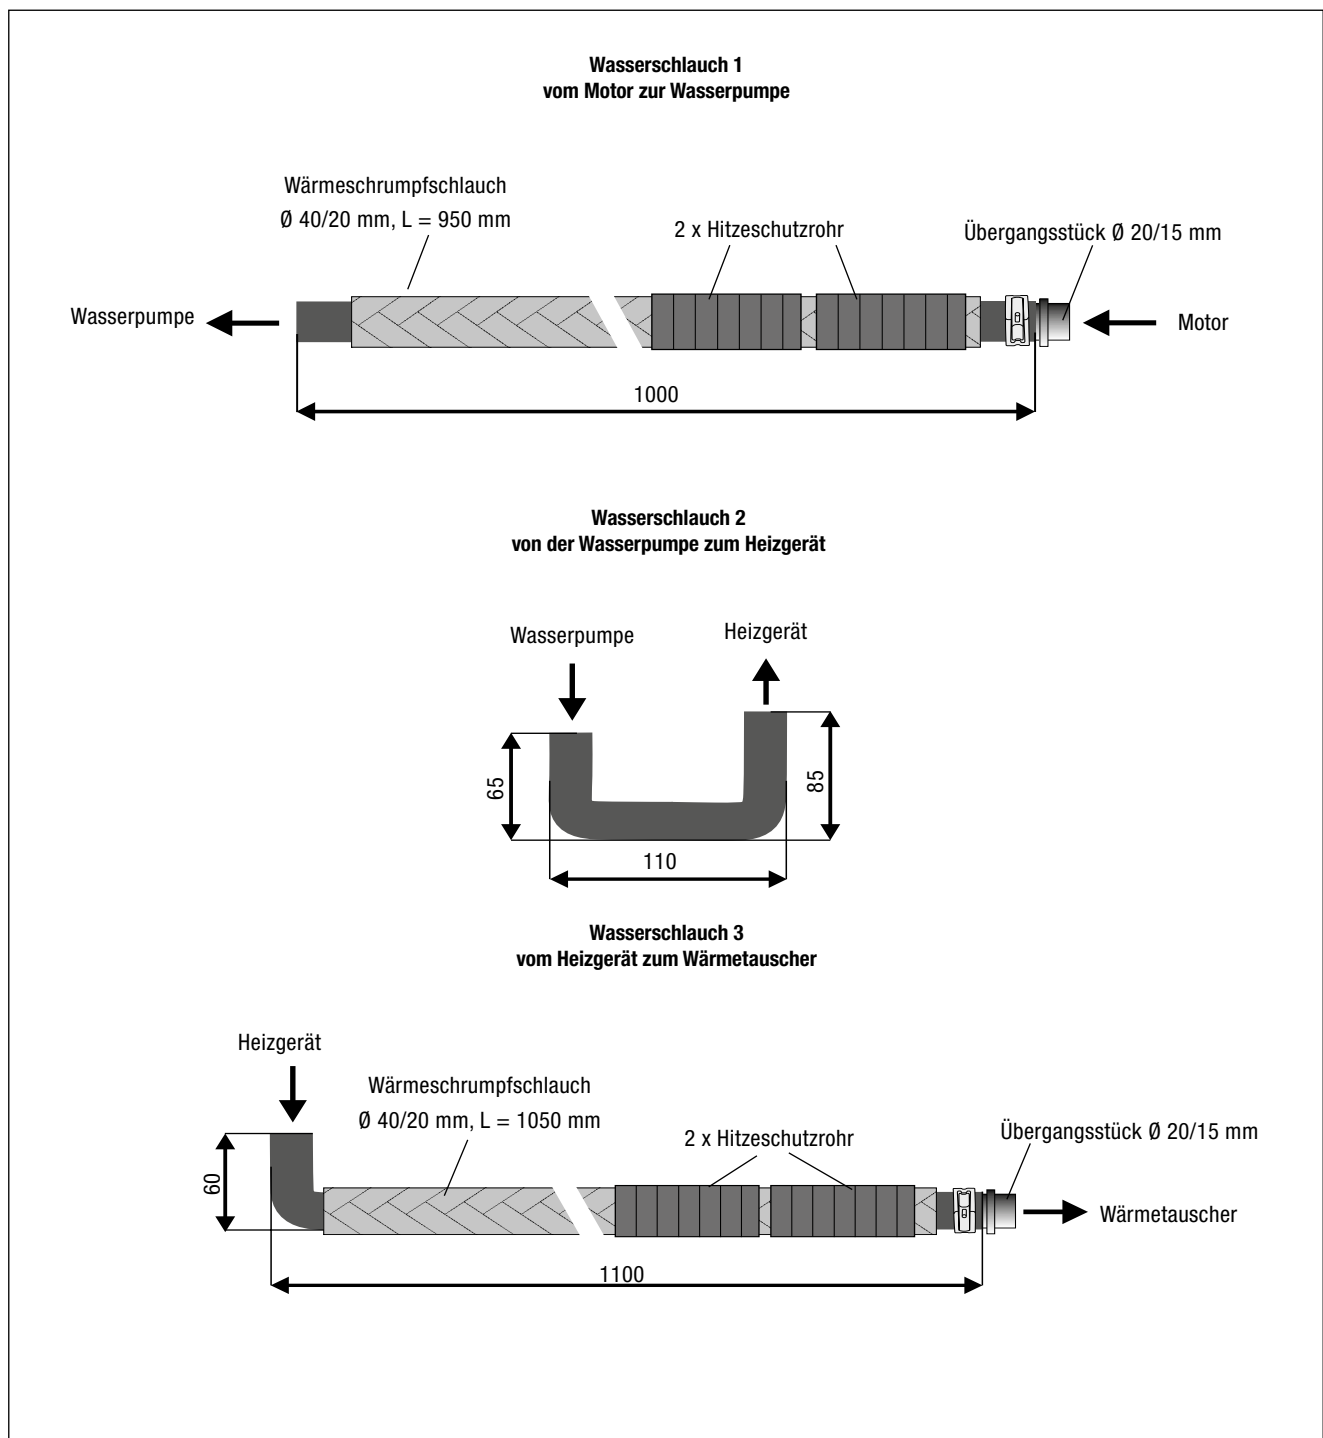 Wasserschlauch 1
vom Motor zur Wasserpumpe
Wärmeschrumpfschlauch
Ø 40/20 mm, L = 950 mm
2 x Hitzeschutzrohr
Übergangsstück Ø 20/15 mm
Wasserpumpe
Motor
1000
Wasserschlauch 2
von der Wasserpumpe zum Heizgerät
Wasserpumpe
Heizgerät
65
85
110
Wasserschlauch 3
vom Heizgerät zum Wärmetauscher
Heizgerät
Wärmeschrumpfschlauch
Ø 40/20 mm, L = 1050 mm
2 x Hitzeschutzrohr
Übergangsstück Ø 20/15 mm
60
Wärmetauscher
1100